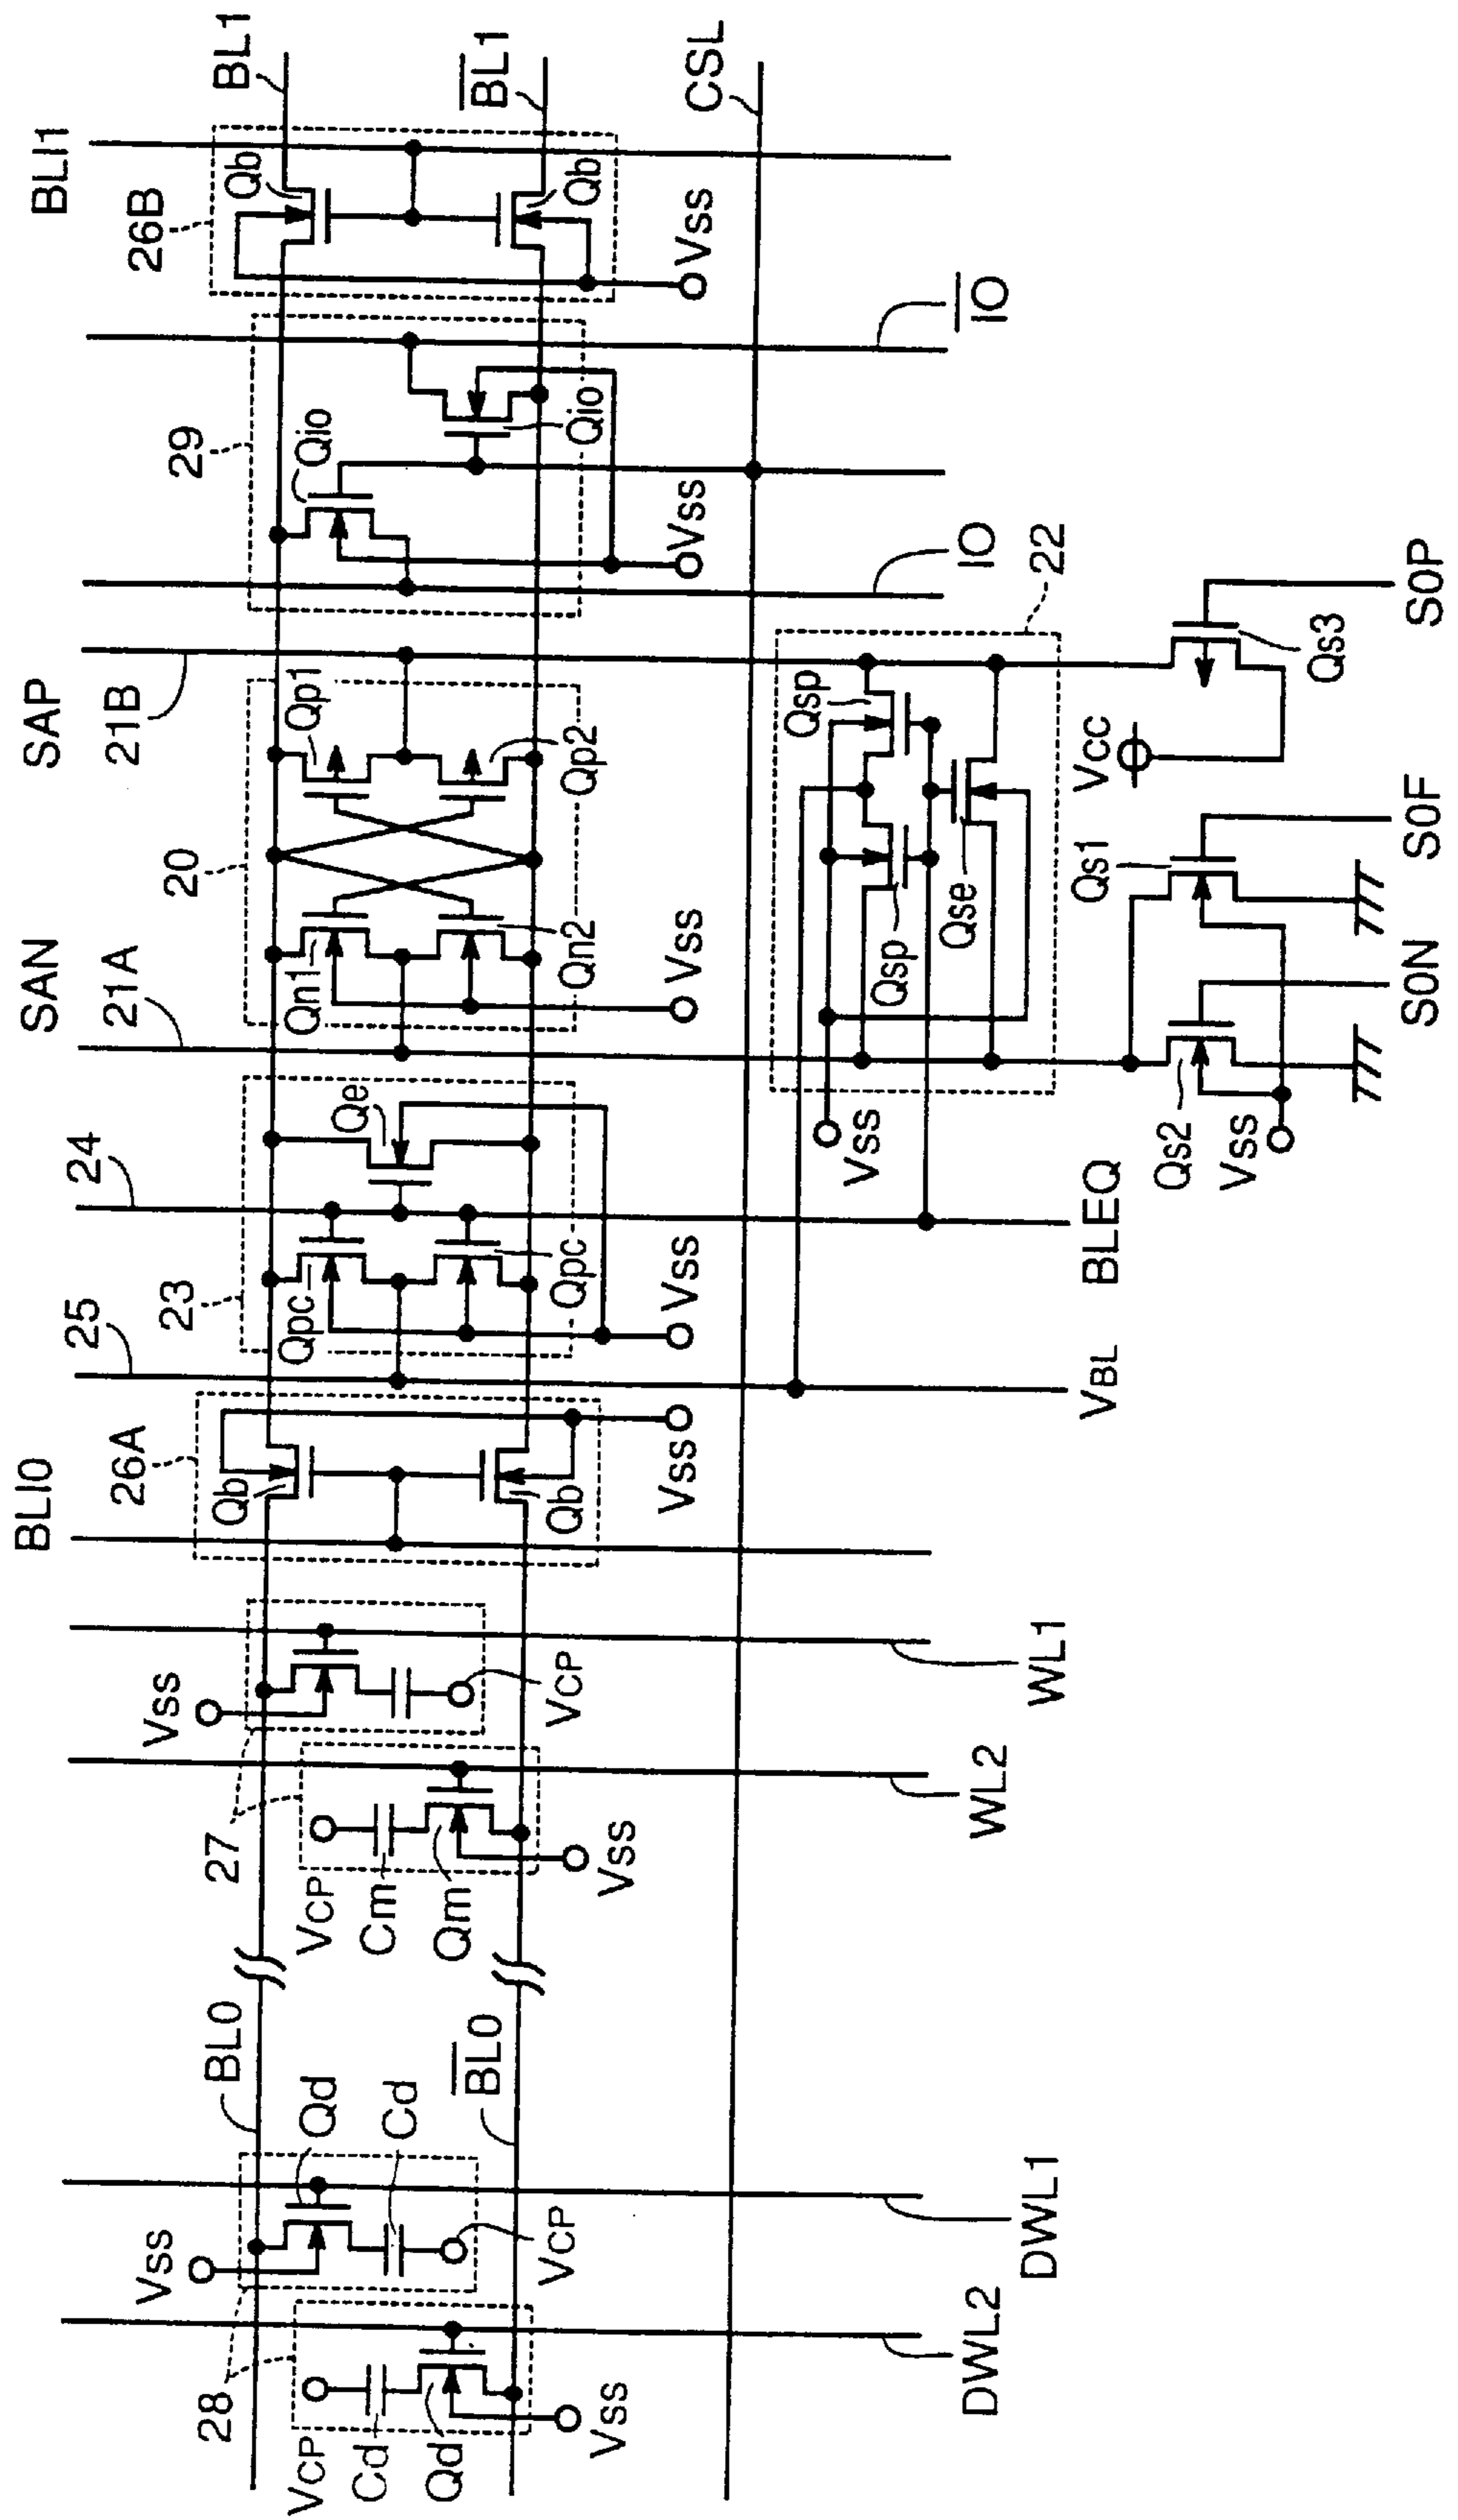 BLI0
SAN
SAP
BLI1
28
Vss
27
Vss
26A
25
23
24
21A
20
21B
29
26B
BL0
Qd
Cd
BL0
Qb
Qb
Vss
Qpc
Qpc
Qe
Vss
Qn1
Qn2
Vss
Qp1
Qp2
Qio
Qio
Vss
Qb
Qb
Vss
BL1
BL1
CSL
VCP
Cd
Qd
Vss
VCP
VCP
Cm
Qm
Vss
VCP
DWL2
DWL1
WL2
WL1
VBL
BLEQ
Vss
Qsp
Qse
Qsp
22
IO
IO
Qs2
Vss
Qs1
Vcc
Qs3
S0N
S0F
S0P